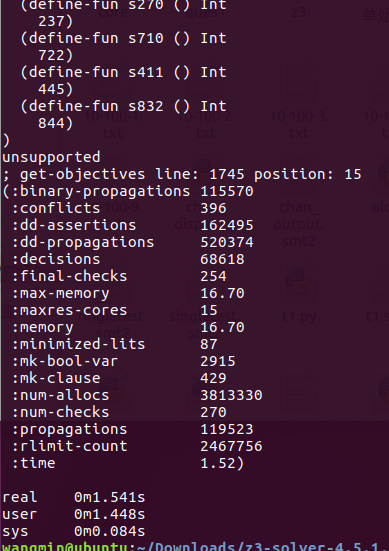 (define-fun s270 () Int
237)
(define-fun s710 () Int
722)
(define-fun s411 () Int
445)
(define-fun s832 () Int
844)
)
unsupported
; get-objectives line: 1745 position: 15
(:binary-propagations 115570
:conflicts 396
:dd-assertions 162495
:dd-propagations 520374
:decisions 68618
:final-checks 254
:max-memory 16.70
:maxres-cores 15
:memory 16.70
:minimized-lits 87
:mk-bool-var 2915
:mk-clause 429
:num-allocs 3813330
:num-checks 270
:propagations 119523
:rlimit-count 2467756
:time 1.52)
real 0m1.541s
user 0m1.448s
sys 0m0.084s
wangmin@ubuntu:~/Downloads/z3-solver-4.5.1